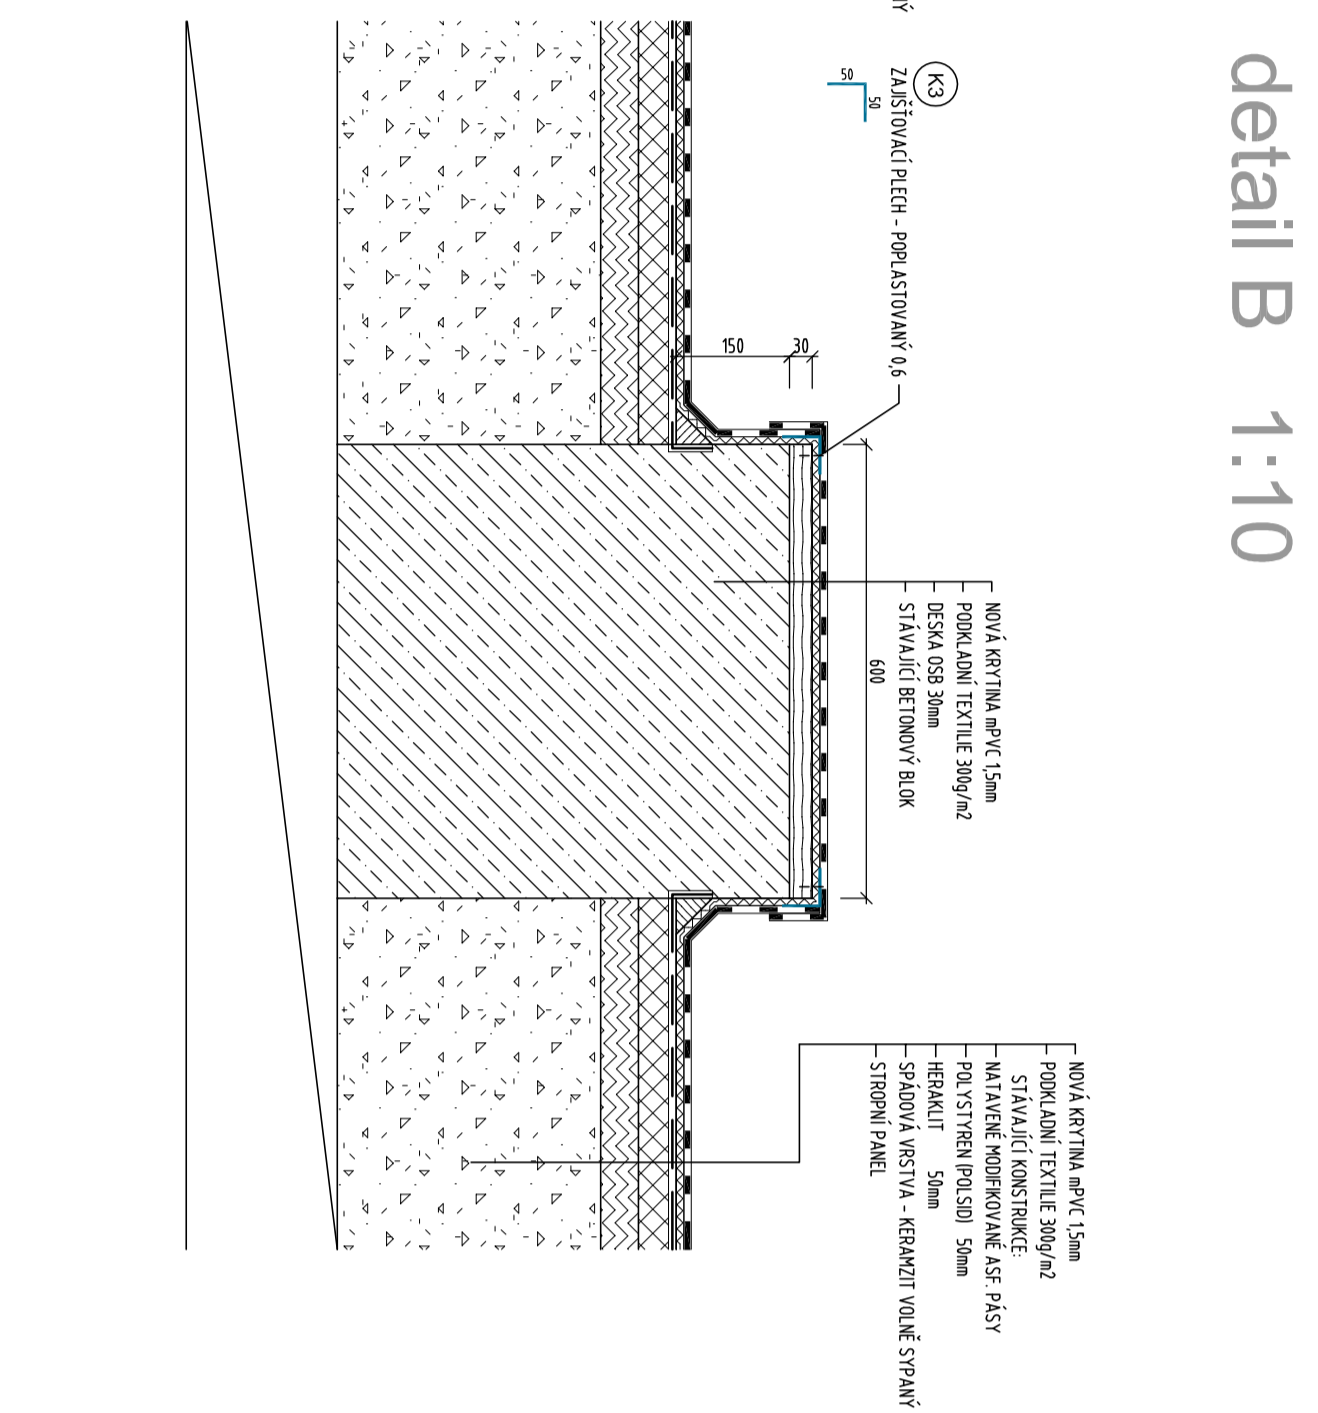 detail B 1:10
K3
ZAJIŠŤOVACÍ PLECH - POPLASTOVANÝ 0,6
50
50
150
30
600
NOVÁ KRYTINA mPVC 1,5mm
PODKLADNÍ TEXTILIE 300g/m2
DESKA OSB 30mm
STÁVAJÍCÍ BETONOVÝ BLOK
NOVÁ KRYTINA mPVC 1,5mm
PODKLADNÍ TEXTILIE 300g/m2
STÁVAJÍCÍ KONSTRUKCE:
NATAVENÉ MODIFIKOVANÉ ASF. PÁSY
POLYSTYREN (POLSID) 50mm
HERAKLIT 50mm
SPÁDOVÁ VRSTVA - KERAMZIT VOLNĚ SYPANÝ
STROPNÍ PANEL